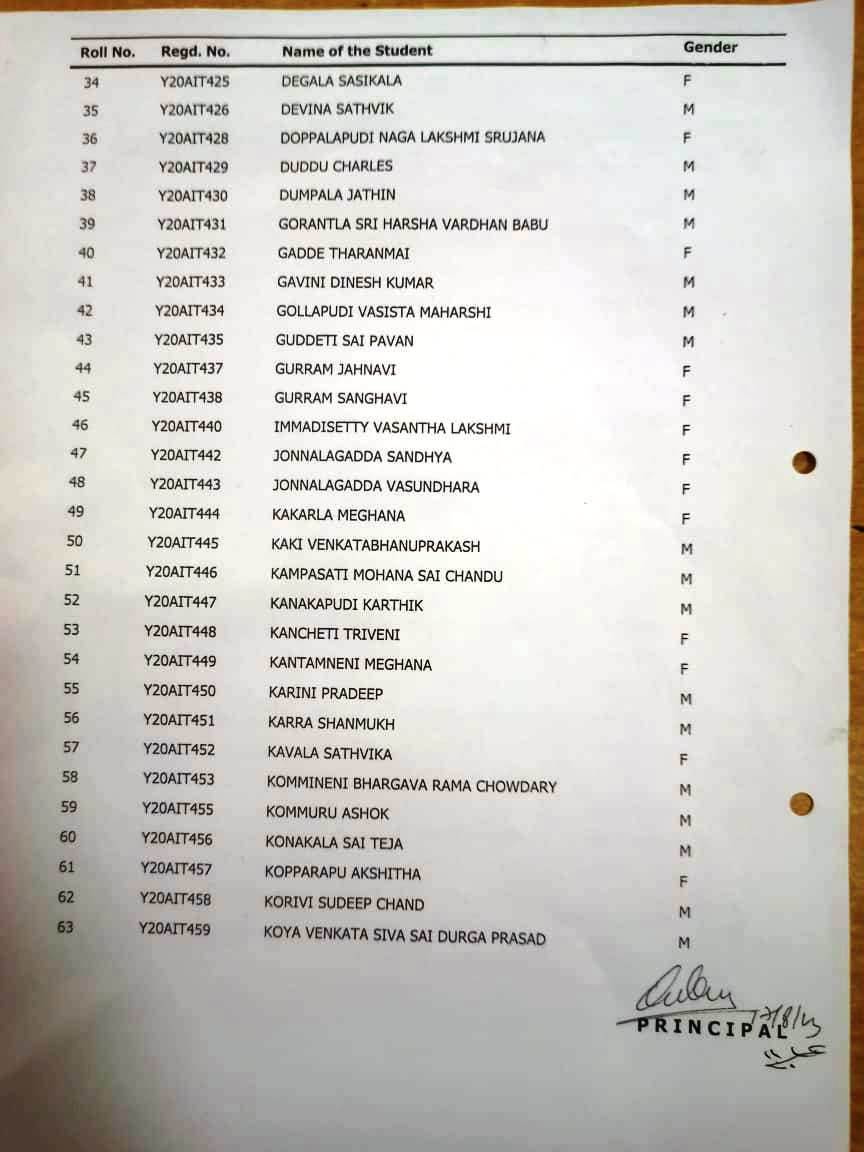 Roll No. Regd. No. Name of the Student Gender
34 Y20AIT425 DEGALA SASIKALA F
35 Y20AIT426 DEVINA SATHVIK M
36 Y20AIT428 DOPPALAPUDI NAGA LAKSHMI SRUJANA F
37 Y20AIT429 DUDDU CHARLES M
38 Y20AIT430 DUMPALA JATHIN M
39 Y20AIT431 GORANTLA SRI HARSHA VARDHAN BABU M
40 Y20AIT432 GADDE THARANMAI F
41 Y20AIT433 GAVINI DINESH KUMAR M
42 Y20AIT434 GOLLAPUDI VASISTA MAHARSHI M
43 Y20AIT435 GUDDETI SAI PAVAN M
44 Y20AIT437 GURRAM JAHNAVI F
45 Y20AIT438 GURRAM SANGHAVI F
46 Y20AIT440 IMMADISETTY VASANTHA LAKSHMI F
47 Y20AIT442 JONNALAGADDA SANDHYA F
48 Y20AIT443 JONNALAGADDA VASUNDHARA F
49 Y20AIT444 KAKARLA MEGHANA F
50 Y20AIT445 KAKI VENKATABHANUPRAKASH M
51 Y20AIT446 KAMPASATI MOHANA SAI CHANDU M
52 Y20AIT447 KANAKAPUDI KARTHIK M
53 Y20AIT448 KANCHETI TRIVENI F
54 Y20AIT449 KANTAMNENI MEGHANA F
55 Y20AIT450 KARINI PRADEEP M
56 Y20AIT451 KARRA SHANMUKH M
57 Y20AIT452 KAVALA SATHVIKA F
58 Y20AIT453 KOMMINENI BHARGAVA RAMA CHOWDARY M
59 Y20AIT455 KOMMURU ASHOK M
60 Y20AIT456 KONAKALA SAI TEJA M
61 Y20AIT457 KOPPARAPU AKSHITHA F
62 Y20AIT458 KORIVI SUDEEP CHAND M
63 Y20AIT459 KOYA VENKATA SIVA SAI DURGA PRASAD M
PRINCIPAL